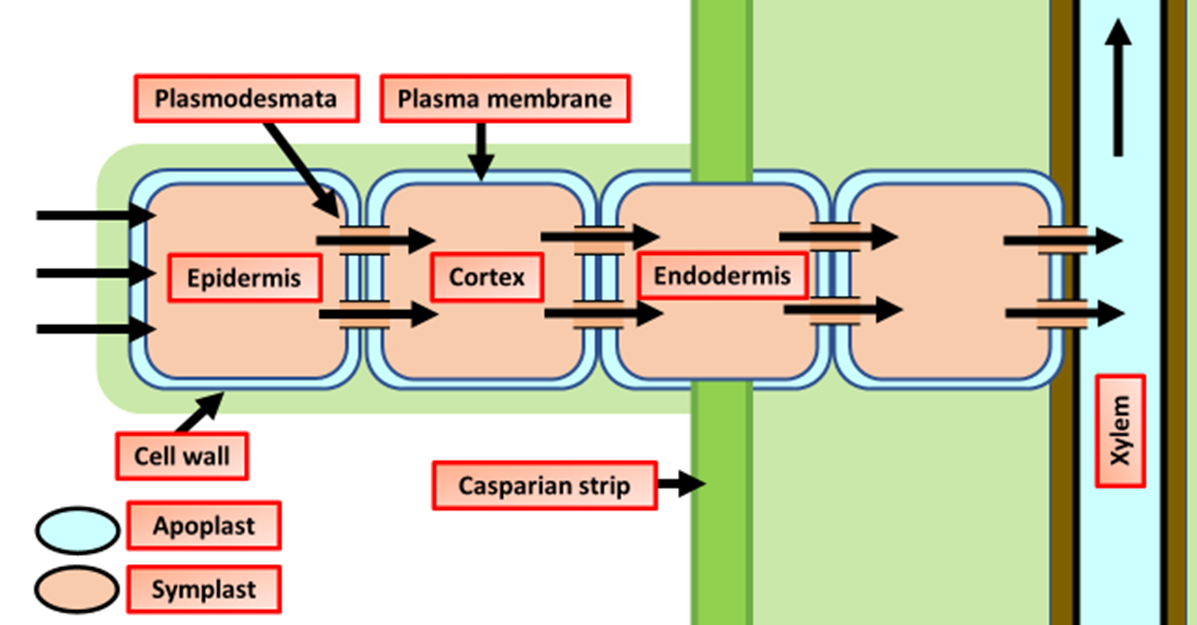 Plasmodesmata
Plasma membrane
Epidermis
Cortex
Endodermis
Cell wall
Casparian strip
Xylem
Apoplast
Symplast